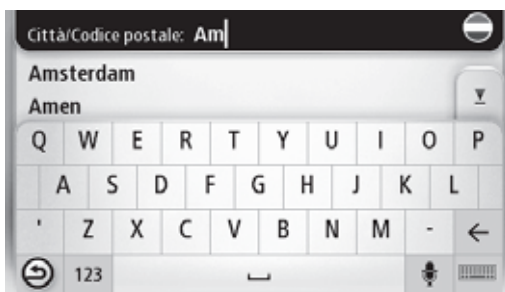 Città/Codice postale: Am
Amsterdam
Amen
Q W E R T Y U I O P
A S D F G H J K L
' Z X C V B N M -
123